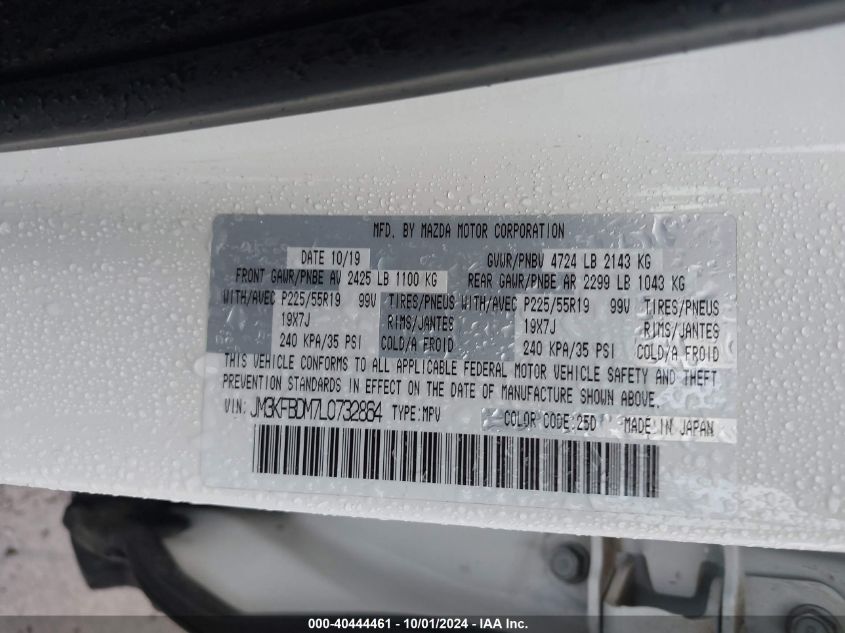 MFD. BY MAZDA MOTOR CORPORATION
DATE 10/19 GVWR/PNBV 4724 LB 2143 KG
FRONT GAWR/PNBE AV 2425 LB 1100 KG REAR GAWR/PNBE AR 2299 LB 1043 KG
WITH/AVEC P225/55R19 99V TIRES/PNEUS WITH/AVEC P225/55R19 99V TIRES/PNEUS
19X7J RIMS/JANTES 19X7J RIMS/JANTES
240 KPA/35 PSI COLD/A FROID 240 KPA/35 PSI COLD/A FROID
THIS VEHICLE CONFORMS TO ALL APPLICABLE FEDERAL MOTOR VEHICLE SAFETY AND THEFT
PREVENTION STANDARDS IN EFFECT ON THE DATE OF MANUFACTURE SHOWN ABOVE.
VIN: JM3KFBDM7L0732864 TYPE:MPV COLOR CODE:25D MADE IN JAPAN
000-40444461 - 10/01/2024 - IAA Inc.